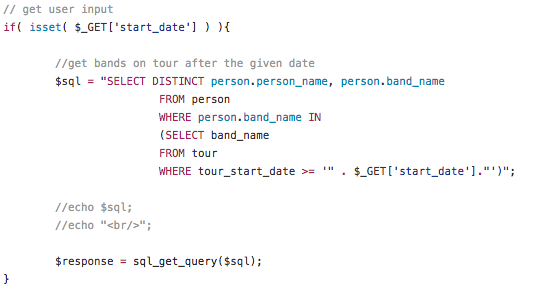 // get user input
if( isset( $_GET['start_date'] ) ){
//get bands on tour after the given date
$sql = "SELECT DISTINCT person.person_name, person.band_name
FROM person
WHERE person.band_name IN
(SELECT band_name
FROM tour
WHERE tour_start_date >= '" . $_GET['start_date']."')";
//echo $sql;
//echo "<br/>";
$response = sql_get_query($sql);
}